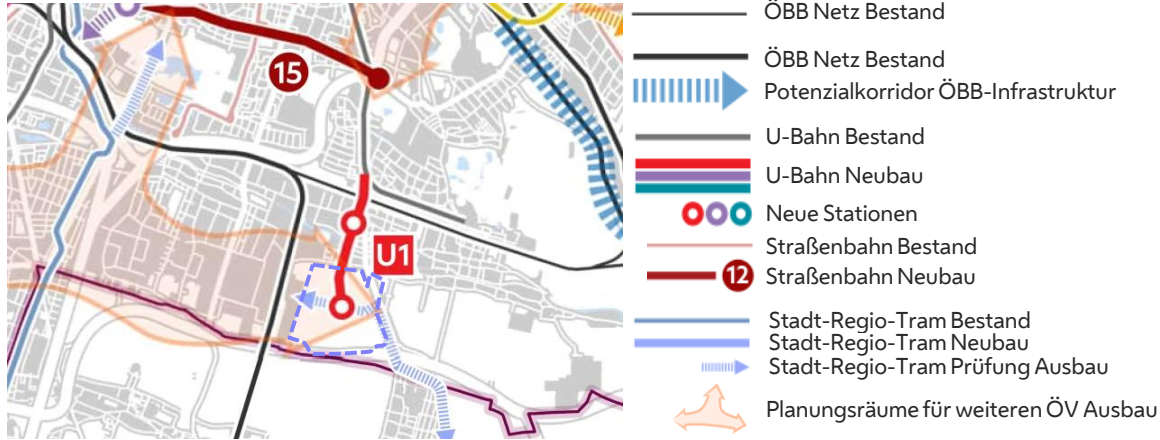 15
U1
ÖBB Netz Bestand
ÖBB Netz Bestand
Potenzialkorridor ÖBB-Infrastruktur
U-Bahn Bestand
U-Bahn Neubau
Neue Stationen
Straßenbahn Bestand
12 Straßenbahn Neubau
Stadt-Regio-Tram Bestand
Stadt-Regio-Tram Neubau
Stadt-Regio-Tram Prüfung Ausbau
Planungsräume für weiteren ÖV Ausbau